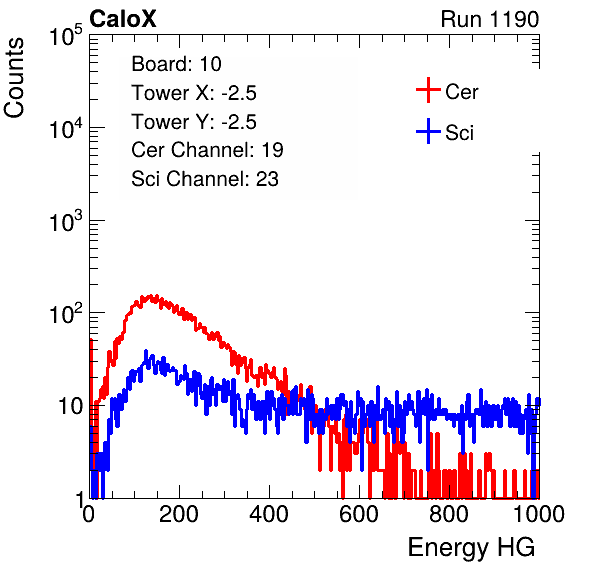 CaloX Run 1190
Counts
10^5
10^4
10^3
10^2
10
1
Board: 10
Tower X: -2.5
Tower Y: -2.5
Cer Channel: 19
Sci Channel: 23
Cer
Sci
0 200 400 600 800 1000
Energy HG